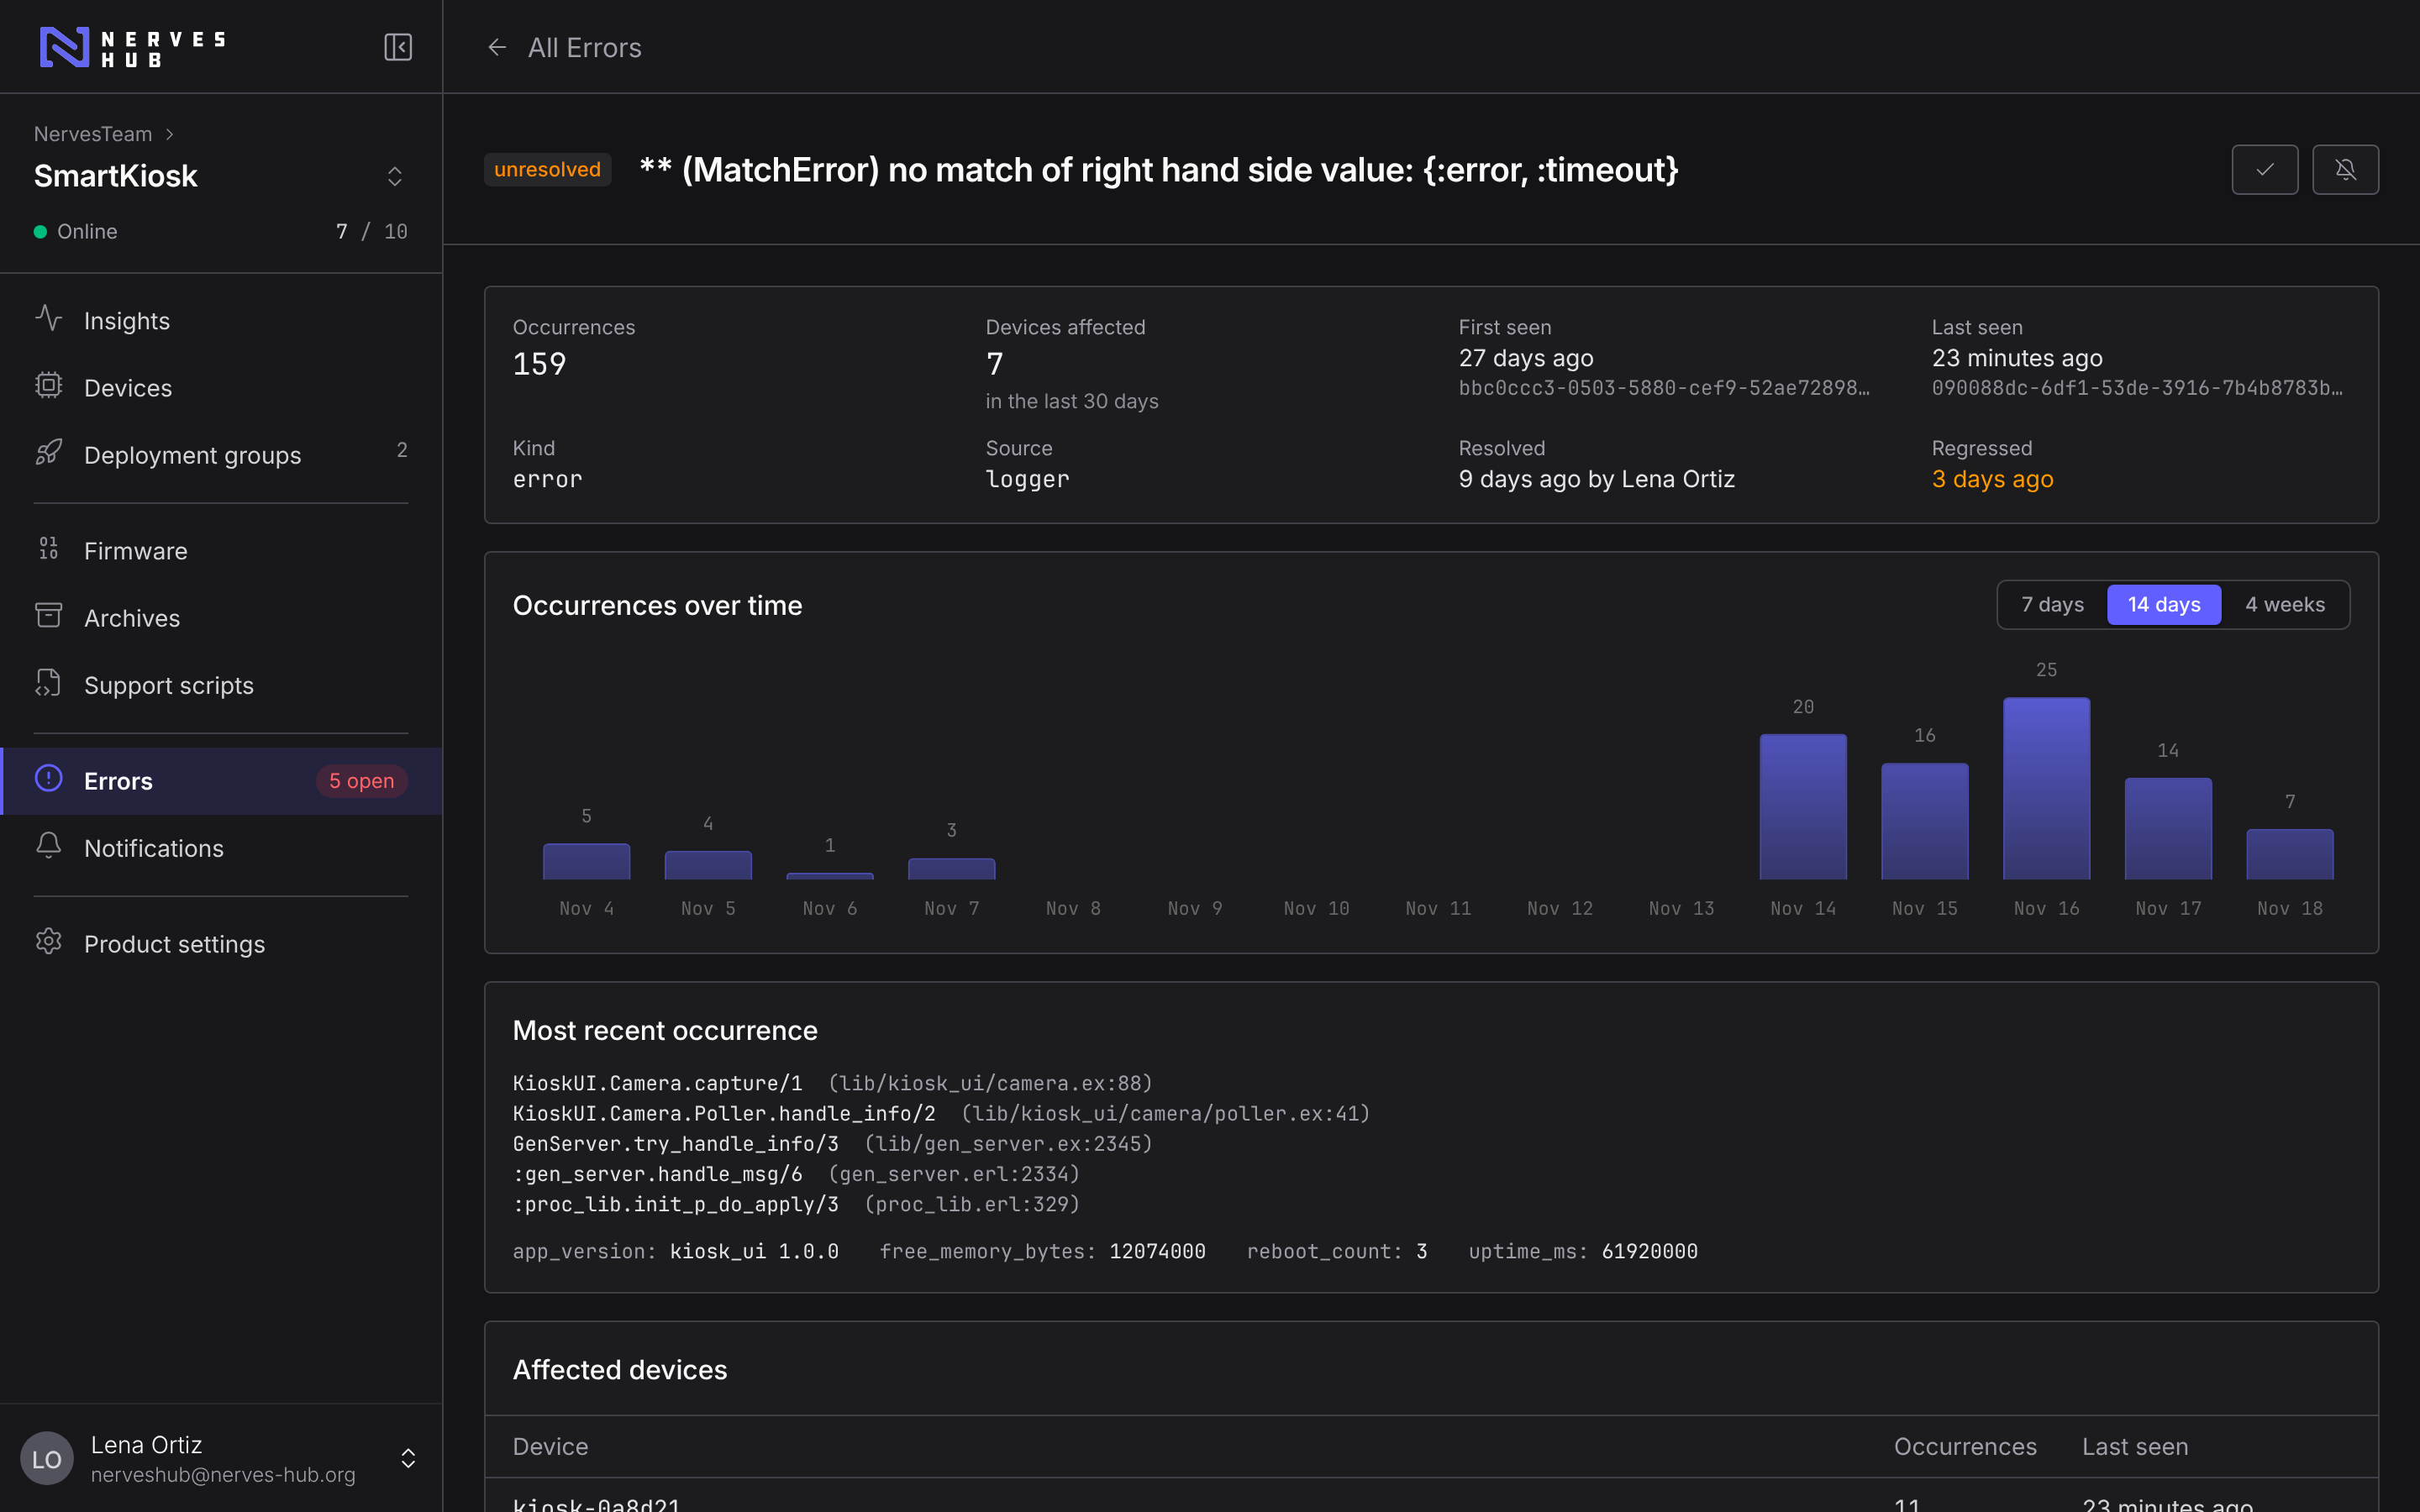 NERVES
HUB
All Errors
NervesTeam
SmartKiosk
Online
7 / 10
Insights
Devices
Deployment groups
2
Firmware
Archives
Support scripts
Errors
5 open
Notifications
Product settings
LO
Lena Ortiz
nerveshub@nerves-hub.org
unresolved
** (MatchError) no match of right hand side value: {:error, :timeout}
Occurrences
159
Devices affected
7
in the last 30 days
First seen
27 days ago
bbc0ccc3-0503-5880-cef9-52ae72898…
Last seen
23 minutes ago
090088dc-6df1-53de-3916-7b4b8783b…
Kind
error
Source
logger
Resolved
9 days ago by Lena Ortiz
Regressed
3 days ago
Occurrences over time
7 days
14 days
4 weeks
5
4
1
3
20
16
25
14
7
Nov 4
Nov 5
Nov 6
Nov 7
Nov 8
Nov 9
Nov 10
Nov 11
Nov 12
Nov 13
Nov 14
Nov 15
Nov 16
Nov 17
Nov 18
Most recent occurrence
KioskUI.Camera.capture/1 (lib/kiosk_ui/camera.ex:88)
KioskUI.Camera.Poller.handle_info/2 (lib/kiosk_ui/camera/poller.ex:41)
GenServer.try_handle_info/3 (lib/gen_server.ex:2345)
:gen_server.handle_msg/6 (gen_server.erl:2334)
:proc_lib.init_p_do_apply/3 (proc_lib.erl:329)
app_version: kiosk_ui 1.0.0 free_memory_bytes: 12074000 reboot_count: 3 uptime_ms: 61920000
Affected devices
Device
Occurrences
Last seen
kiosk-0a8d21
11
23 minutes ago